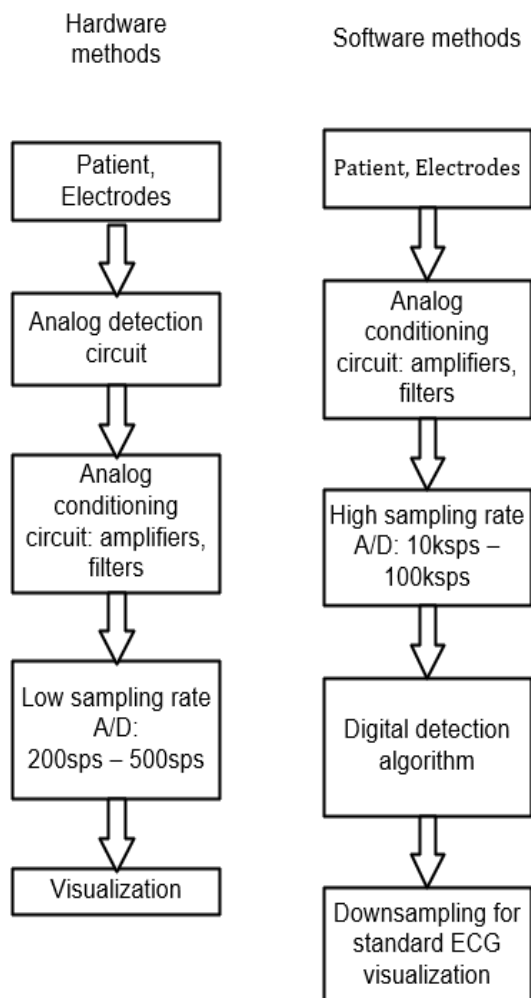 Hardware
methods
Patient,
Electrodes
Analog detection
circuit
Analog
conditioning
circuit: amplifiers,
filters
Low sampling rate
A/D:
200sps – 500sps
Visualization
Software methods
Patient, Electrodes
Analog
conditioning
circuit: amplifiers,
filters
High sampling rate
A/D: 10ksps –
100ksps
Digital detection
algorithm
Downsampling for
standard ECG
visualization